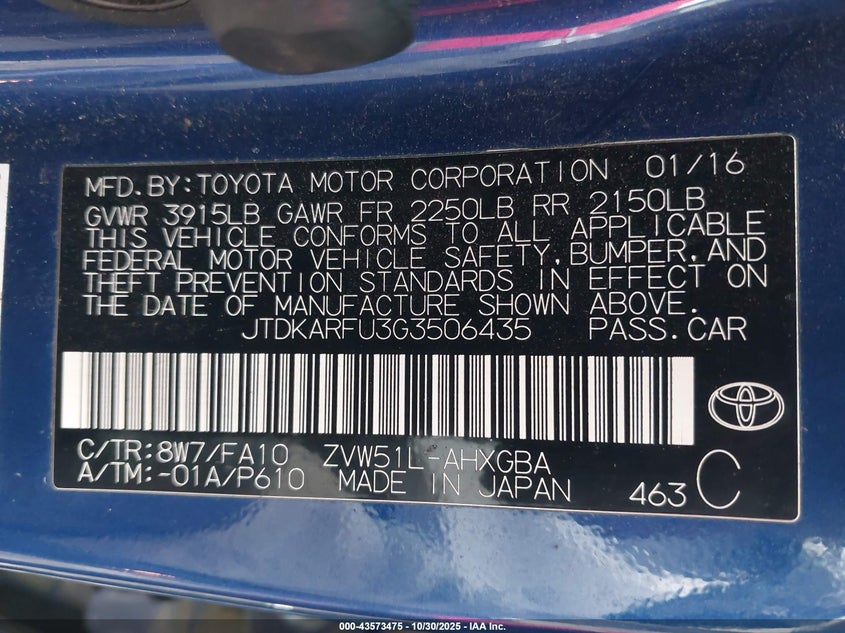 MFD.BY:TOYOTA MOTOR CORPORATION 01/16
GVWR 3915LB GAWR FR 2250LB RR 2150LB
THIS VEHICLE CONFORMS TO ALL APPLICABLE
FEDERAL MOTOR VEHICLE SAFETY,BUMPER,AND
THEFT PREVENTION STANDARDS IN EFFECT ON
THE DATE OF MANUFACTURE SHOWN ABOVE.
JTDKARFU3G3506435 PASS.CAR
C/TR:8W7/FA10 ZVW51L-AHXGBA
A/TM:-01A/P610 MADE IN JAPAN 463 C
000-43573475 - 10/30/2025 - IAA Inc.